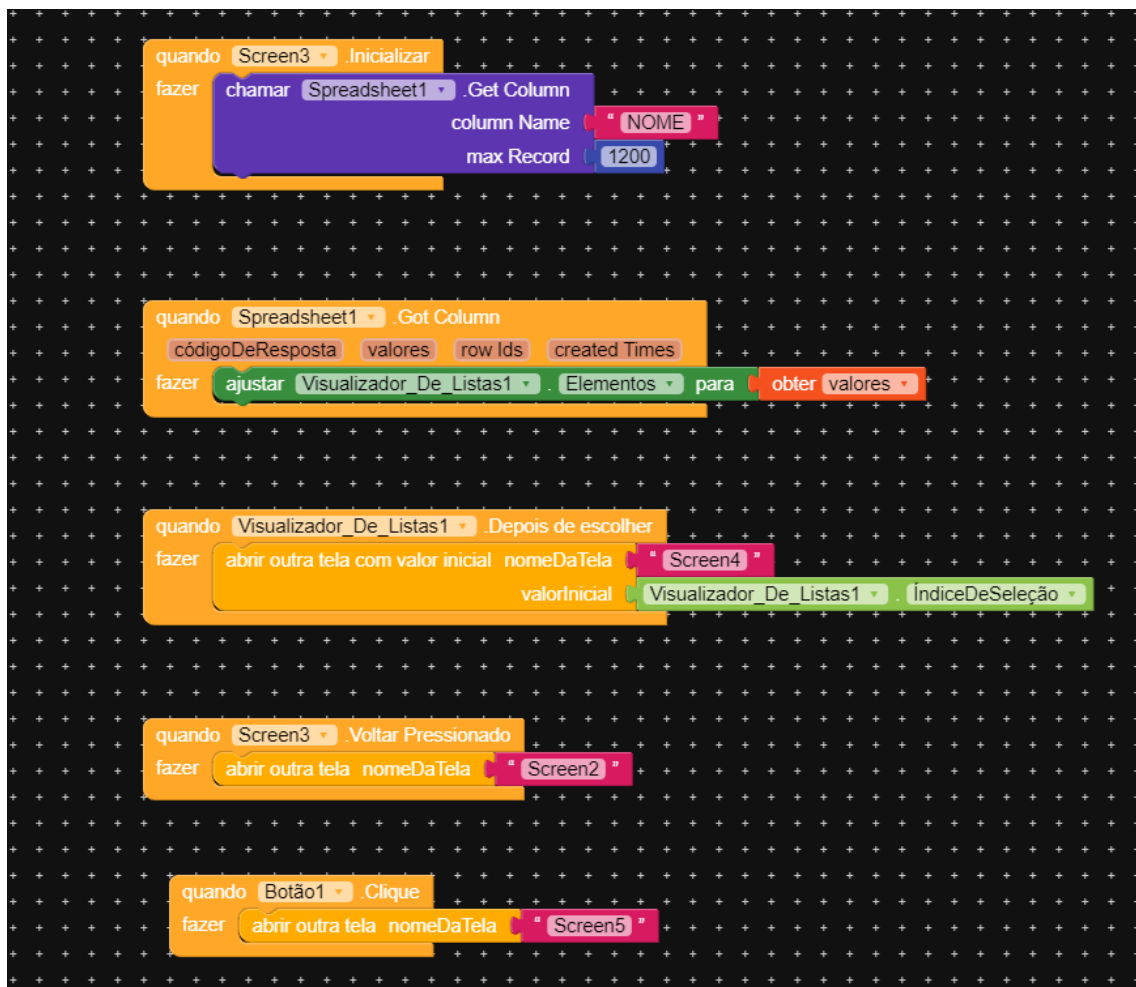 quando Screen3 .Inicializar
fazer chamar Spreadsheet1 .Get Column
column Name " NOME "
max Record 1200
quando Spreadsheet1 .Got Column
códigoDeResposta valores row Ids created Times
fazer ajustar Visualizador_De_Listas1 . Elementos para obter valores
quando Visualizador_De_Listas1 .Depois de escolher
fazer abrir outra tela com valor inicial nomeDaTela " Screen4 "
valorInicial Visualizador_De_Listas1 . ÍndiceDeSeleção
quando Screen3 .Voltar Pressionado
fazer abrir outra tela nomeDaTela " Screen2 "
quando Botão1 .Clique
fazer abrir outra tela nomeDaTela " Screen5 "